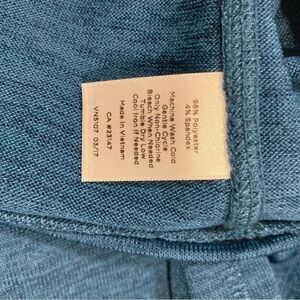 96% Polyester
4% Spandex
Machine Wash Cold
Gentle Cycle
Only Non-Chlorine
Bleach When Needed
Tumble Dry Low
Cool Iron If Needed
Made in Vietnam
CA #23147
VNS107 03/17